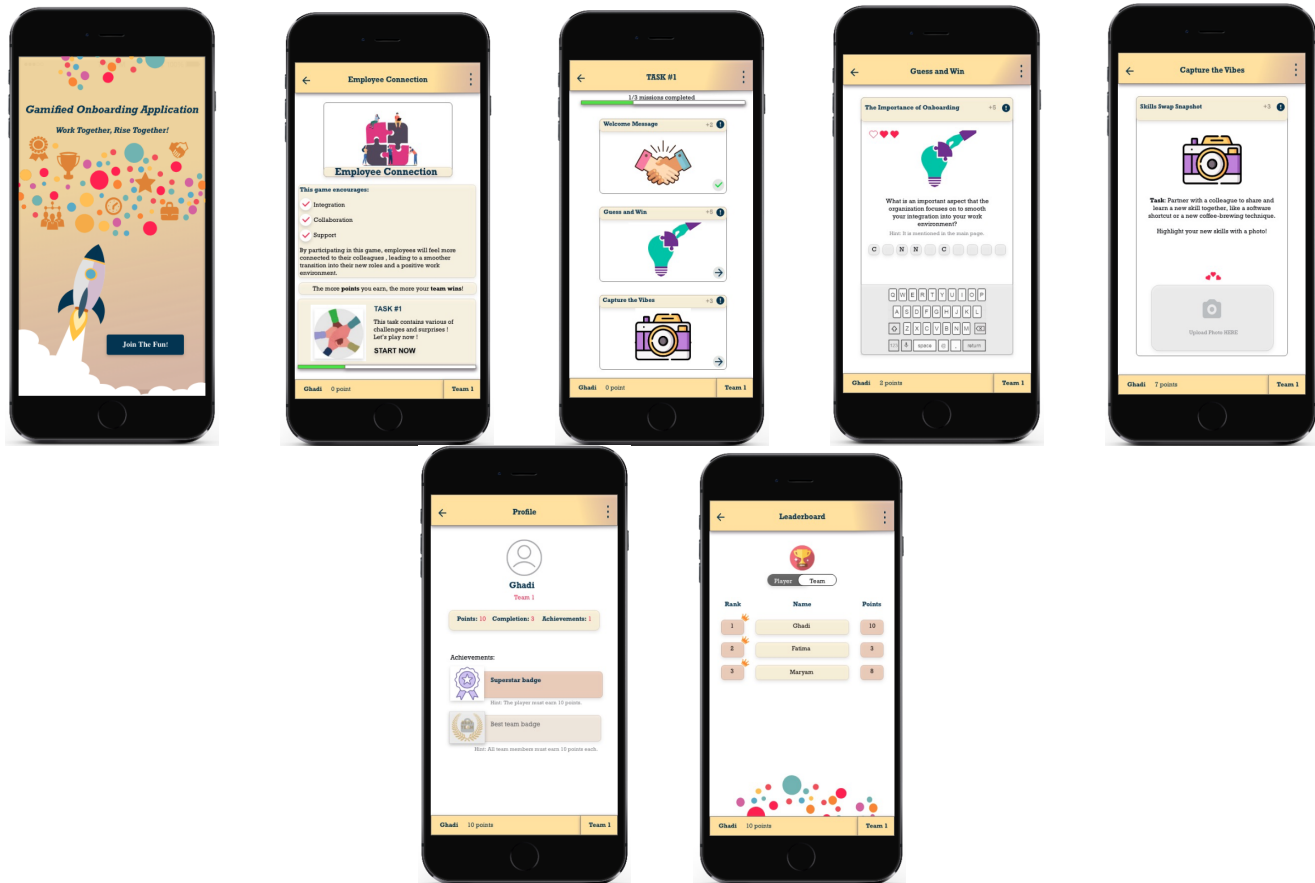 Gamified Onboarding Application
Work Together, Rise Together!
Join The Fun!
Employee Connection
Employee Connection
This game encourages:
Integration
Collaboration
Support
By participating in this game, employees will feel more
connected to their colleagues , leading to a smoother
transition into their new roles and a positive work
environment.
The more points you earn, the more your team wins!
TASK #1
This task contains various of
challenges and surprises !
Let's play now !
START NOW
Ghadi 0 point Team 1
TASK #1
1/3 missions completed
Welcome Message +2
Guess and Win +5
Capture the Vibes +3
Ghadi 0 point Team 1
Guess and Win
The Importance of Onboarding +5
What is an important aspect that the
organization focuses on to smooth
your integration into your work
environment?
Hint: It is mentioned in the main page.
C N N C
Q W E R T Y U I O P
A S D F G H J K L
Z X C V B N M
123 space @ . return
Ghadi 2 points Team 1
Capture the Vibes
Skills Swap Snapshot +3
Task: Partner with a colleague to share and
learn a new skill together, like a software
shortcut or a new coffee-brewing technique.
Highlight your new skills with a photo!
Upload Photo HERE
Ghadi 7 points Team 1
Profile
Ghadi
Team 1
Points: 10 Completion: 3 Achievements: 1
Achievements:
Superstar badge
Hint: The player must earn 10 points.
Best team badge
Hint: All team members must earn 10 points each.
Ghadi 10 points Team 1
Leaderboard
Player Team
Rank Name Points
1 Ghadi 10
2 Fatima 3
3 Maryam 8
Ghadi 10 points Team 1